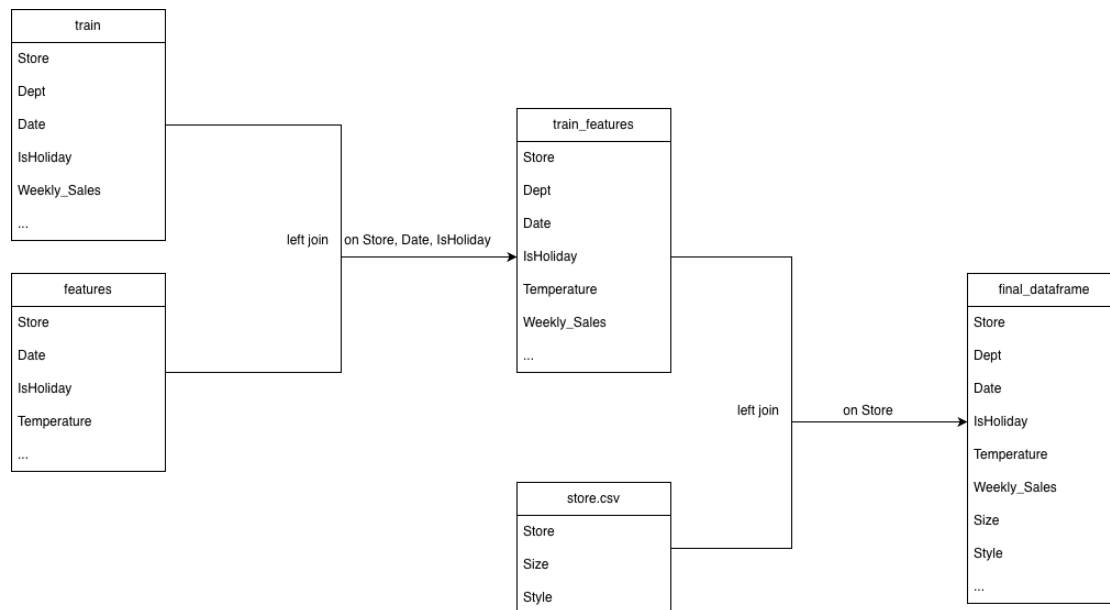 train
Store
Dept
Date
IsHoliday
Weekly_Sales
...
features
Store
Date
IsHoliday
Temperature
...
left join
on Store, Date, IsHoliday
train_features
Store
Dept
Date
IsHoliday
Temperature
Weekly_Sales
...
store.csv
Store
Size
Style
left join
on Store
final_dataframe
Store
Dept
Date
IsHoliday
Temperature
Weekly_Sales
Size
Style
...